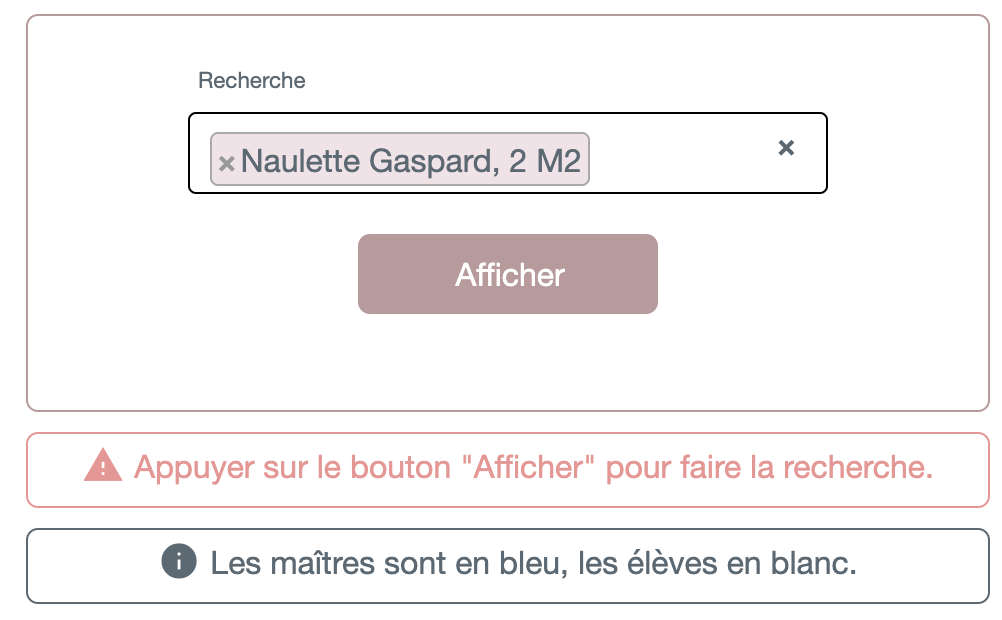 Recherche
×Naulette Gaspard, 2 M2 ×
Afficher
Appuyer sur le bouton "Afficher" pour faire la recherche.
Les maîtres sont en bleu, les élèves en blanc.